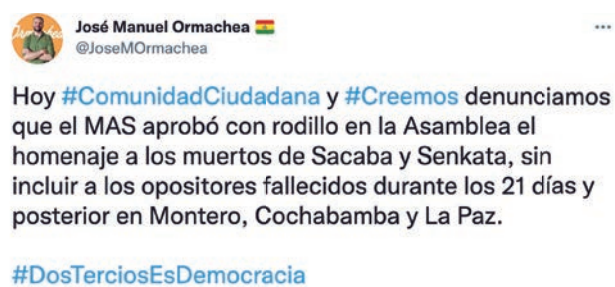 José Manuel Ormachea 🇧🇴
@JoseMOrmachea
Hoy #ComunidadCiudadana y #Creemos denunciamos
que el MAS aprobó con rodillo en la Asamblea el
homenaje a los muertos de Sacaba y Senkata, sin
incluir a los opositores fallecidos durante los 21 días y
posterior en Montero, Cochabamba y La Paz.
#DosTerciosEsDemocracia